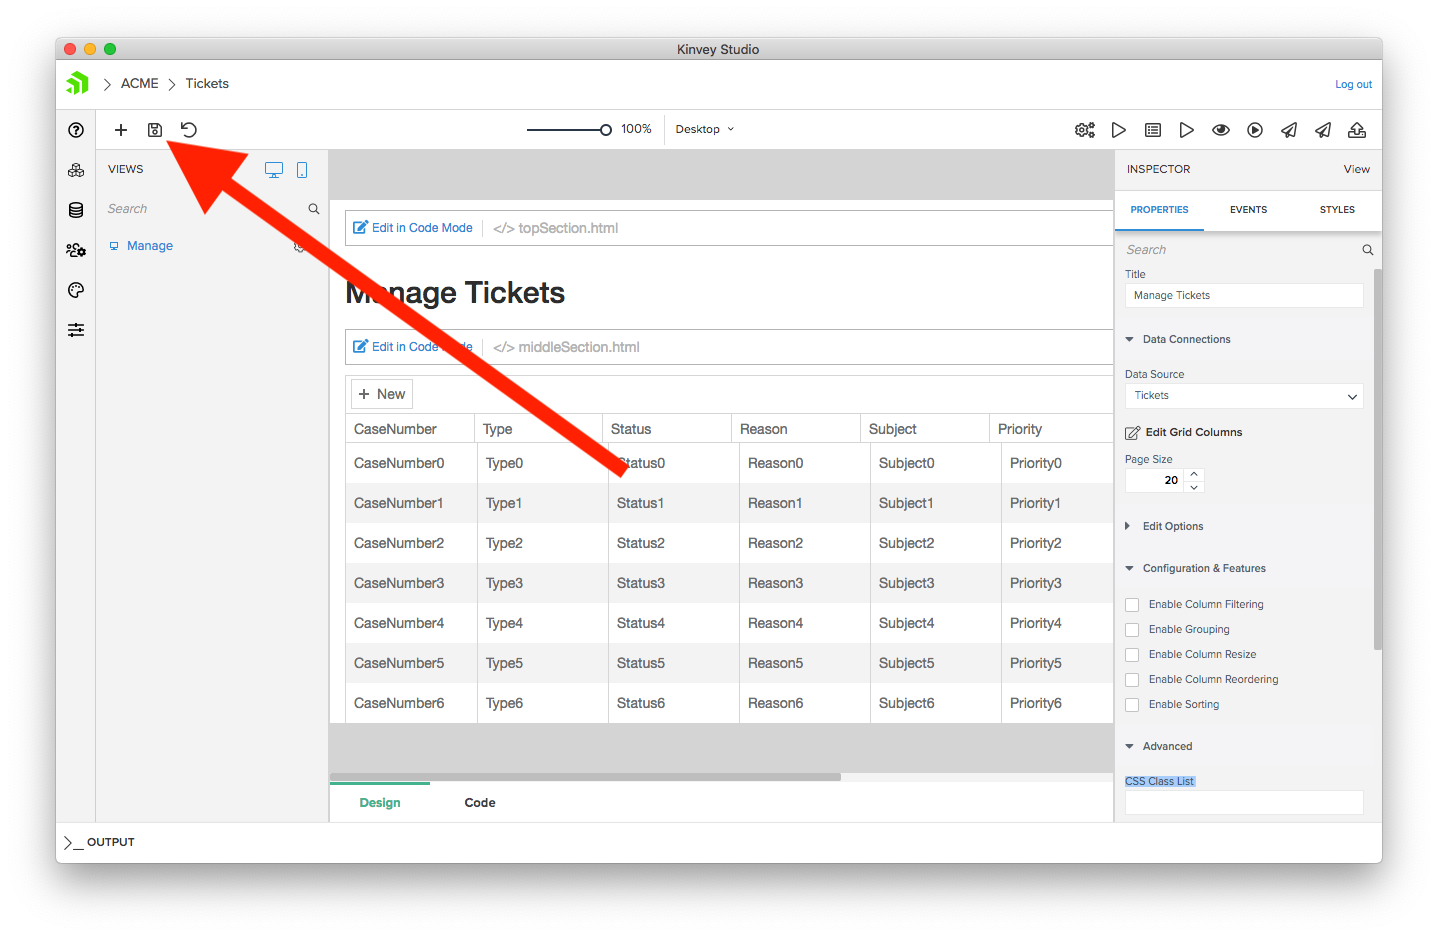 Kinvey Studio
ACME Tickets
Log out
100% Desktop
VIEWS
Search
Manage
Edit in Code Mode </> topSection.html
Manage Tickets
Edit in Code Mode </> middleSection.html
+ New
CaseNumber Type Status Reason Subject Priority
CaseNumber0 Type0 Status0 Reason0 Subject0 Priority0
CaseNumber1 Type1 Status1 Reason1 Subject1 Priority1
CaseNumber2 Type2 Status2 Reason2 Subject2 Priority2
CaseNumber3 Type3 Status3 Reason3 Subject3 Priority3
CaseNumber4 Type4 Status4 Reason4 Subject4 Priority4
CaseNumber5 Type5 Status5 Reason5 Subject5 Priority5
CaseNumber6 Type6 Status6 Reason6 Subject6 Priority6
Design Code
INSPECTOR View
PROPERTIES EVENTS STYLES
Search
Title
Manage Tickets
Data Connections
Data Source
Tickets
Edit Grid Columns
Page Size
20
Edit Options
Configuration & Features
Enable Column Filtering
Enable Grouping
Enable Column Resize
Enable Column Reordering
Enable Sorting
Advanced
CSS Class List
OUTPUT